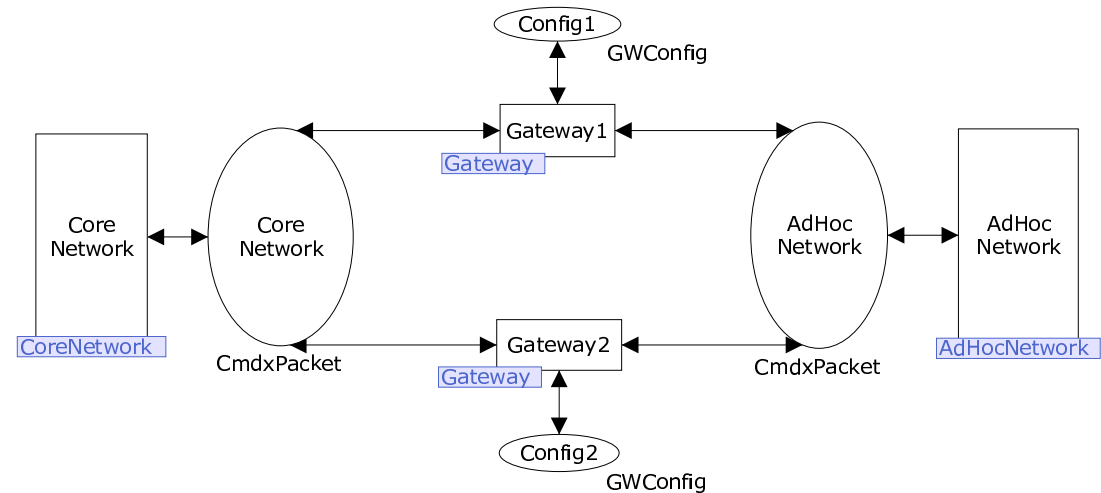 Config1
GWConfig
Gateway1
Gateway
Core
Network
Core
Network
AdHoc
Network
AdHoc
Network
CoreNetwork
CmdxPacket
Gateway2
Gateway
CmdxPacket
AdHocNetwork
Config2
GWConfig